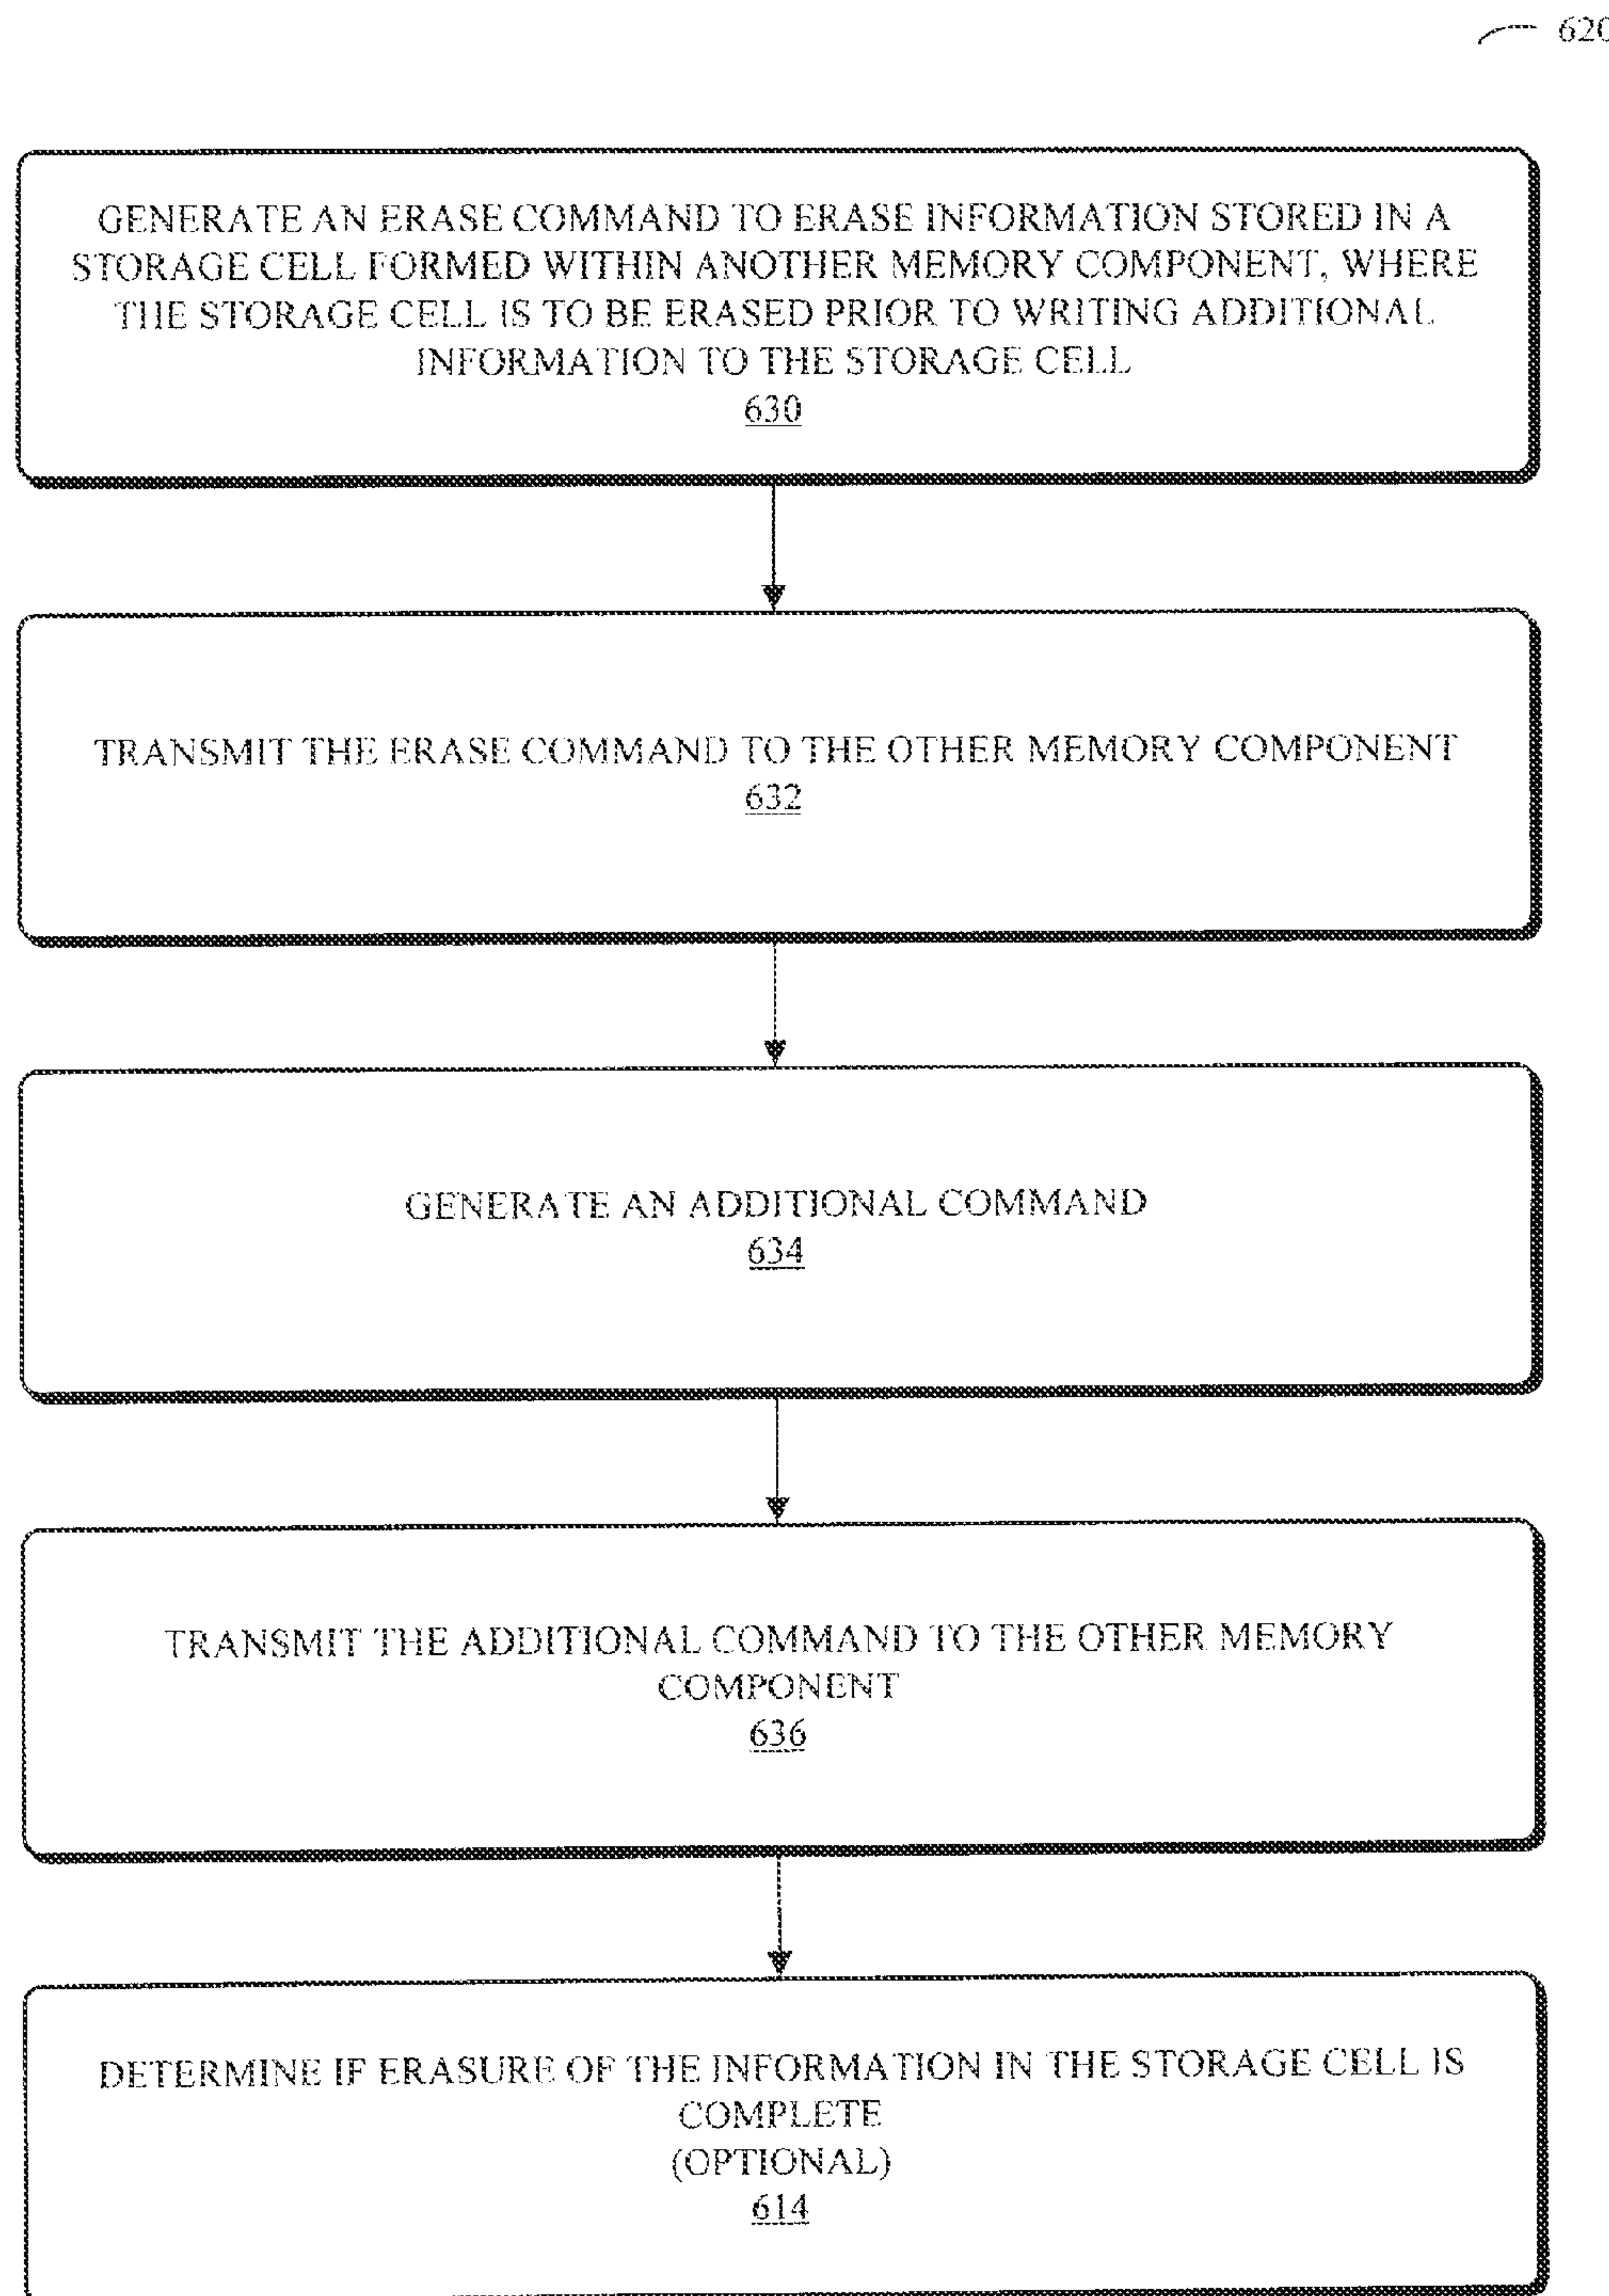 620
GENERATE AN ERASE COMMAND TO ERASE INFORMATION STORED IN A
STORAGE CELL FORMED WITHIN ANOTHER MEMORY COMPONENT, WHERE
THE STORAGE CELL IS TO BE ERASED PRIOR TO WRITING ADDITIONAL
INFORMATION TO THE STORAGE CELL
630
TRANSMIT THE ERASE COMMAND TO THE OTHER MEMORY COMPONENT
632
GENERATE AN ADDITIONAL COMMAND
634
TRANSMIT THE ADDITIONAL COMMAND TO THE OTHER MEMORY
COMPONENT
636
DETERMINE IF ERASURE OF THE INFORMATION IN THE STORAGE CELL IS
COMPLETE
(OPTIONAL)
614